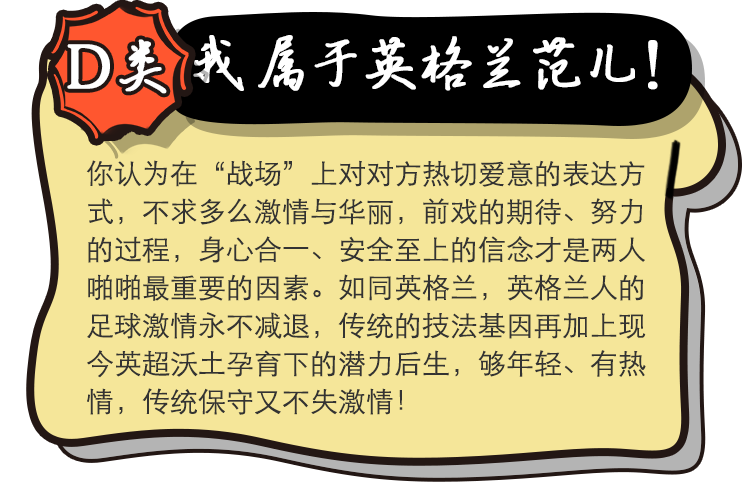 D类 我属于英格兰范儿!
你认为在“战场”上对对方热切爱意的表达方
式，不求多么激情与华丽，前戏的期待、努力
的过程，身心合一、安全至上的信念才是两人
啪啪最重要的因素。如同英格兰，英格兰人的
足球激情永不减退，传统的技法基因再加上现
今英超沃土孕育下的潜力后生，够年轻、有热
情，传统保守又不失激情!